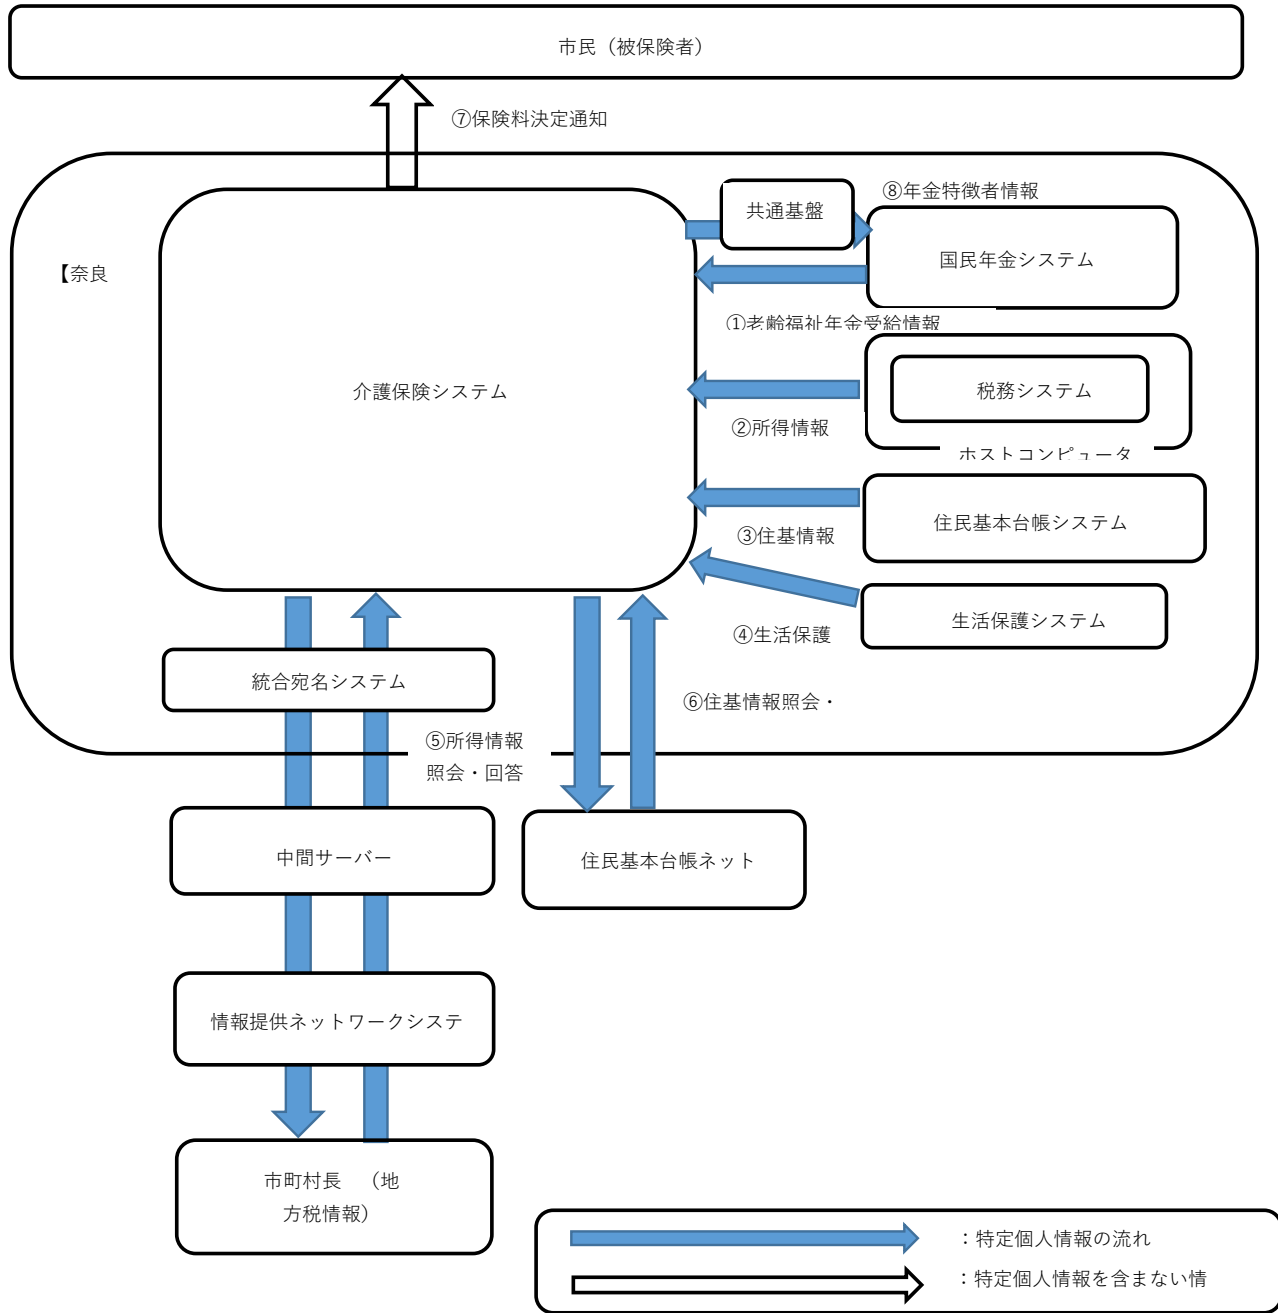 市民（被保険者）
⑦保険料決定通知
共通基盤
⑧年金特徴者情報
国民年金システム
【奈良
①老齢福祉年金受給情報
介護保険システム
税務システム
②所得情報
ホストコンピュータ
③住基情報
住民基本台帳システム
④生活保護
生活保護システム
統合宛名システム
⑥住基情報照会・
⑤所得情報
照会・回答
中間サーバー
住民基本台帳ネット
情報提供ネットワークシステ
市町村長　（地
方税情報）
：特定個人情報の流れ
：特定個人情報を含まない情